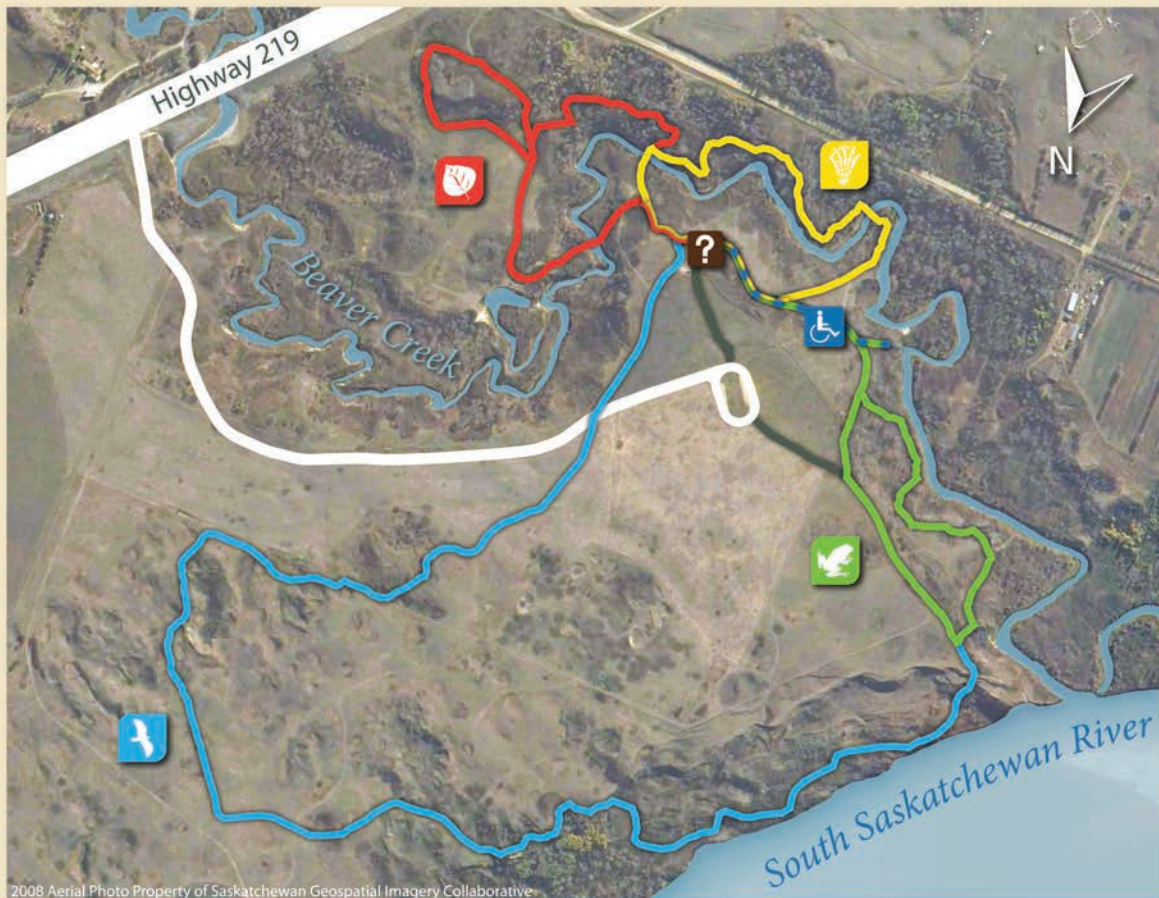 Highway 219
N
Beaver Creek
?
South Saskatchewan River
2008 Aerial Photo Property of Saskatchewan Geospatial Imagery Collaborative